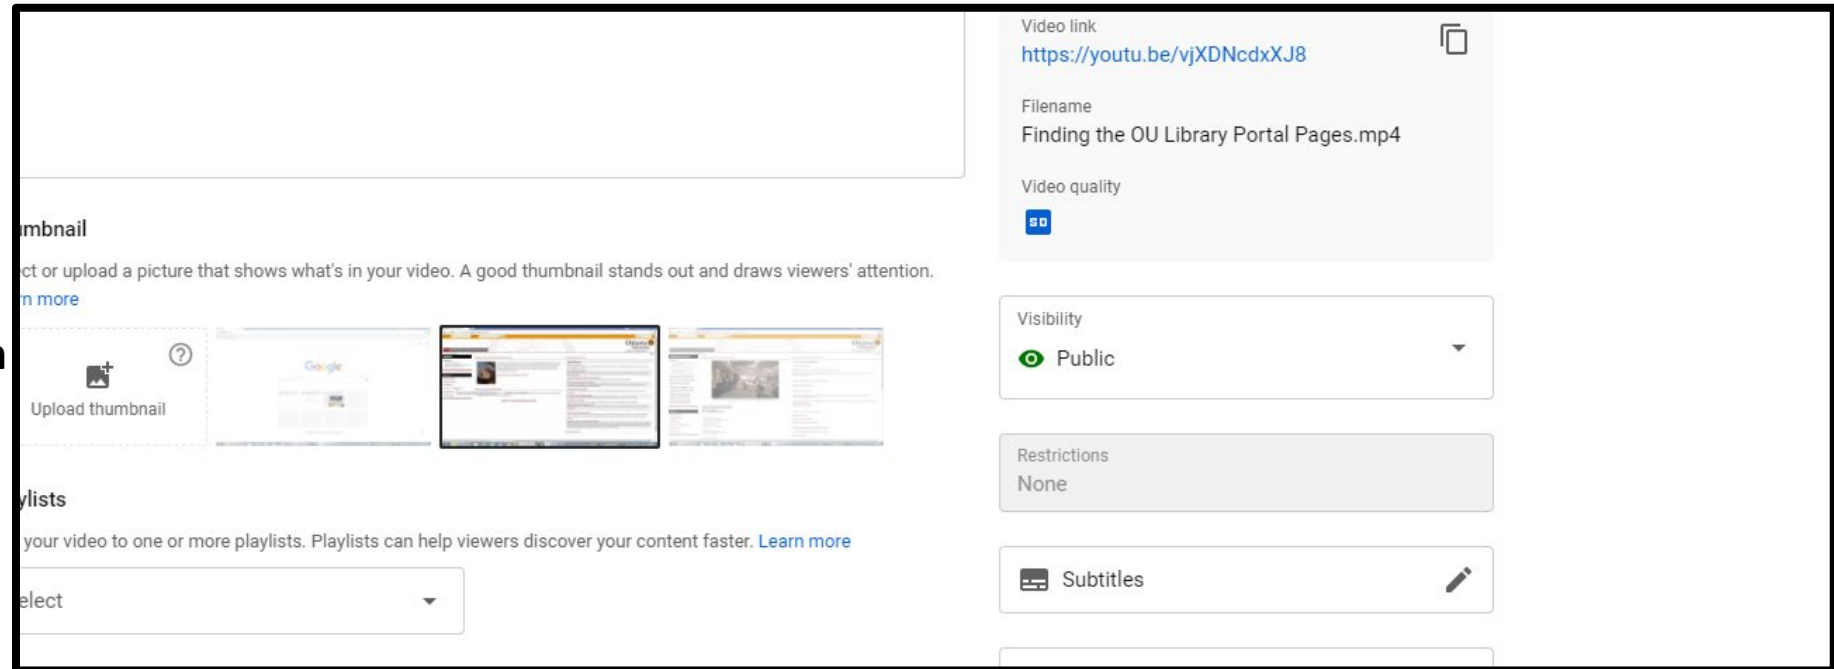 Video link
https://youtu.be/vjXDNcdxXJ8
Filename
Finding the OU Library Portal Pages.mp4
Video quality
SD
umbnail
ct or upload a picture that shows what's in your video. A good thumbnail stands out and draws viewers' attention.
rn more
n
Upload thumbnail
Google
ylists
your video to one or more playlists. Playlists can help viewers discover your content faster. Learn more
elect
Visibility
Public
Restrictions
None
Subtitles